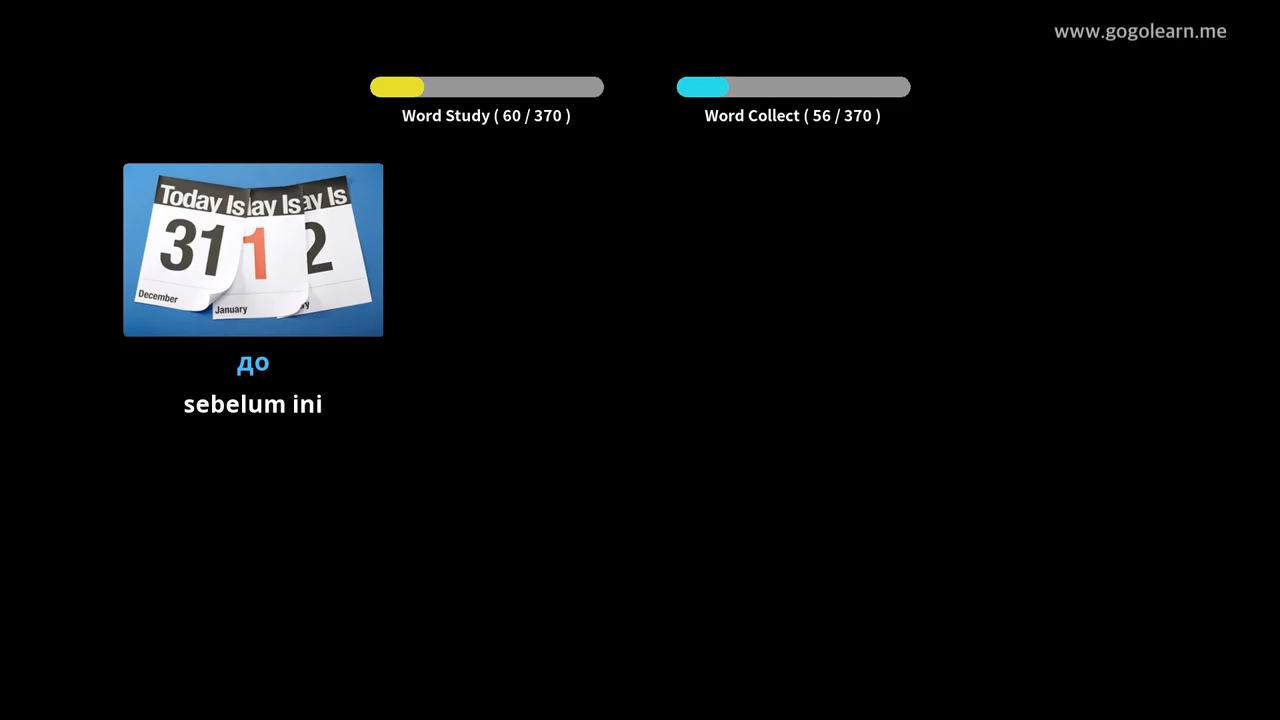 www.gogolearn.me
Word Study ( 60 / 370 )
Word Collect ( 56 / 370 )
Today Is
lay Is
ay Is
31
1
2
December
January
до
sebelum ini